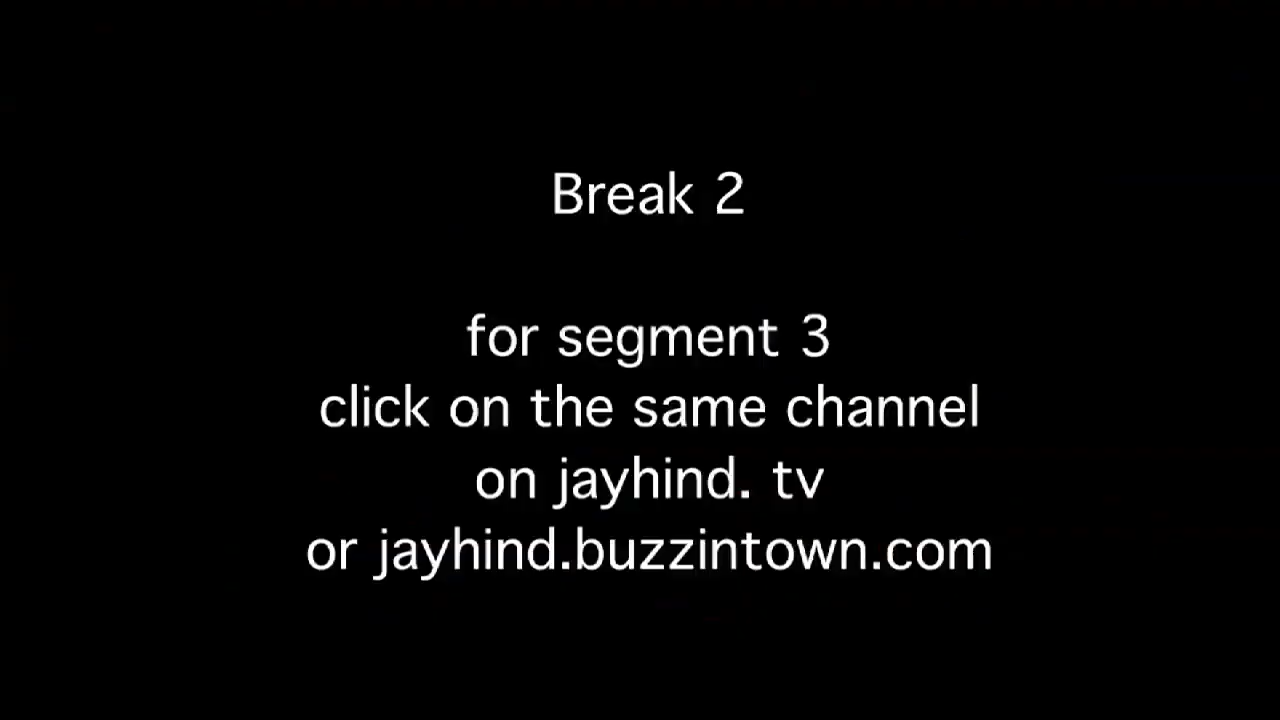 Break 2
for segment 3
click on the same channel
on jayhind. tv
or jayhind.buzzintown.com